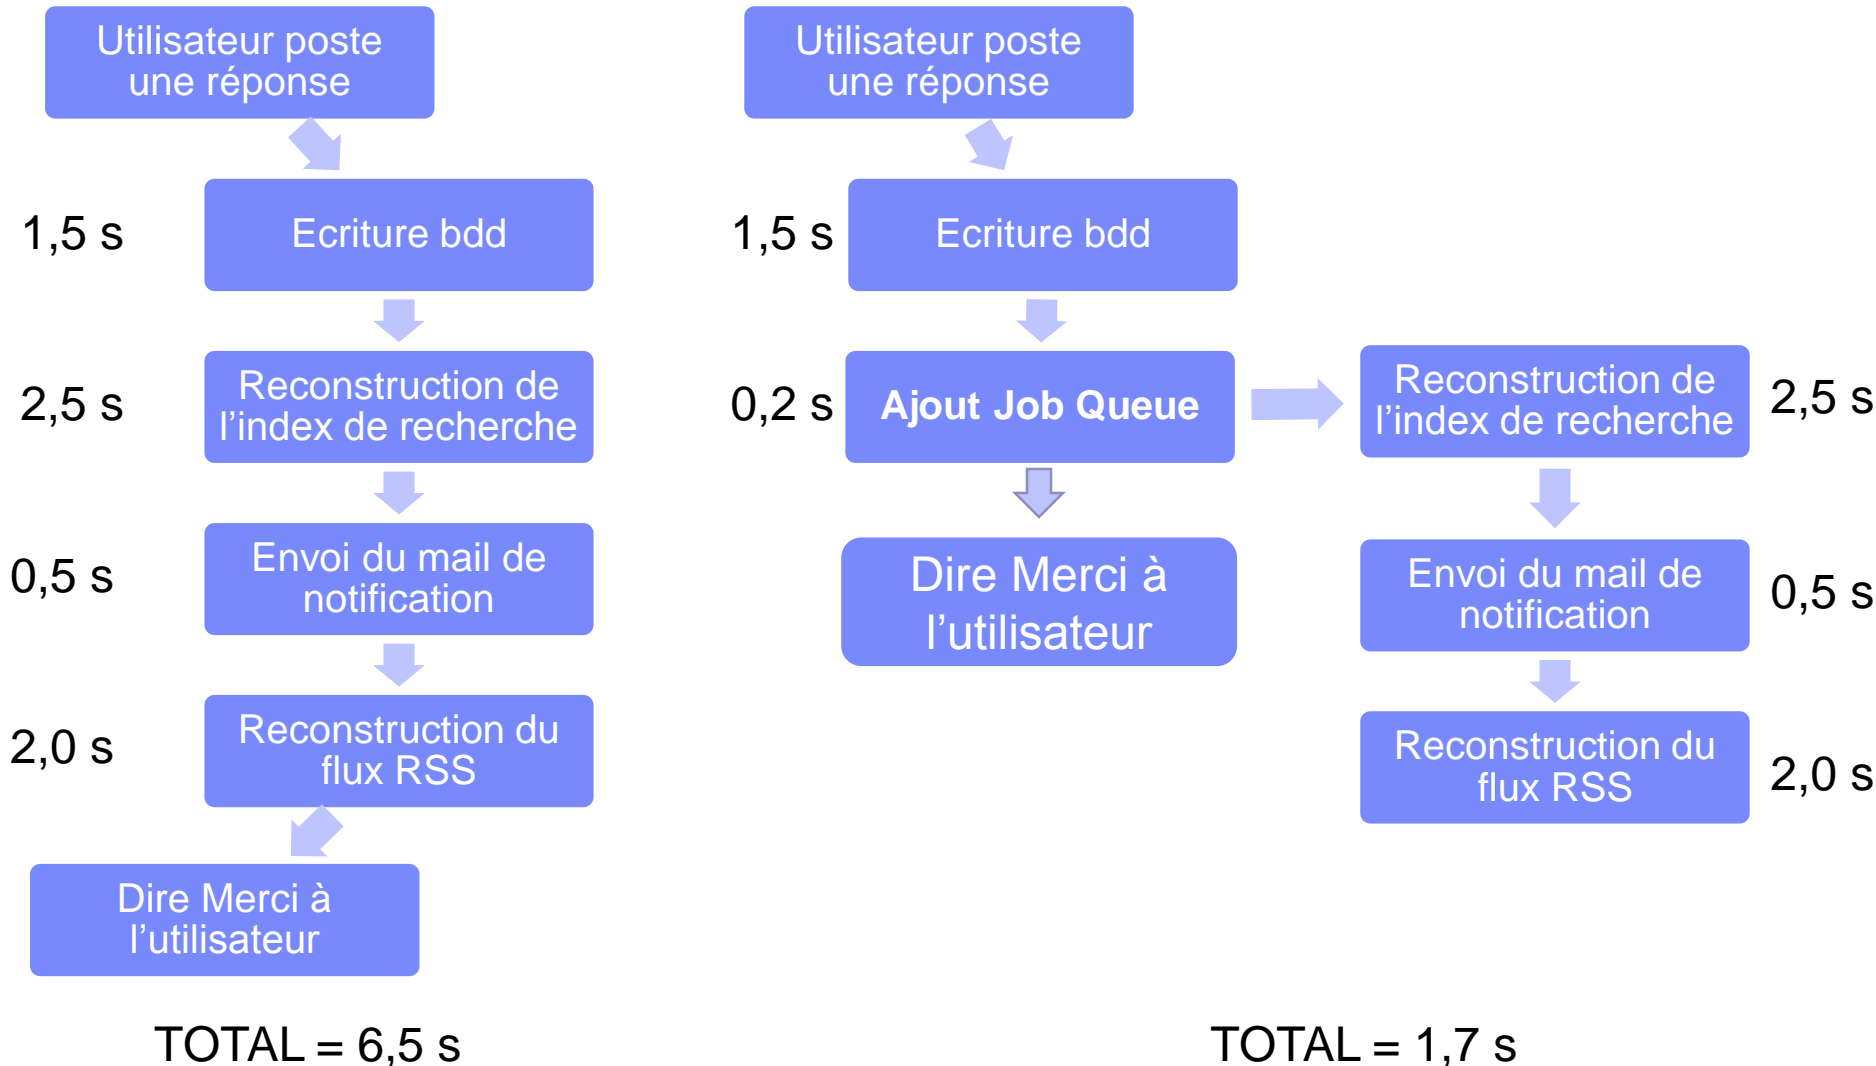 Utilisateur poste
une réponse
1,5 s
Ecriture bdd
2,5 s
Reconstruction de
l’index de recherche
0,5 s
Envoi du mail de
notification
2,0 s
Reconstruction du
flux RSS
Dire Merci à
l’utilisateur
TOTAL = 6,5 s
Utilisateur poste
une réponse
1,5 s
Ecriture bdd
0,2 s
Ajout Job Queue
Dire Merci à
l’utilisateur
Reconstruction de
l’index de recherche
2,5 s
Envoi du mail de
notification
0,5 s
Reconstruction du
flux RSS
2,0 s
TOTAL = 1,7 s